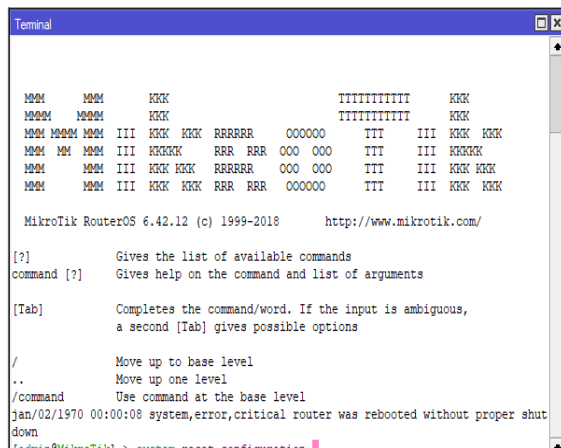 Terminal
MMM MMM KKK TTTTTTTTTTT KKK
MMMM MMMM KKK TTTTTTTTTTT KKK
MMM MMMM MMM III KKK KKK RRRRRR OOOOOO TTT III KKK KKK
MMM MM MMM III KKKKK RRR RRR OOO OOO TTT III KKKKK
MMM MMM III KKK KKK RRRRRR OOO OOO TTT III KKK KKK
MMM MMM III KKK KKK RRR RRR OOOOOO TTT III KKK KKK
MikroTik RouterOS 6.42.12 (c) 1999-2018 http://www.mikrotik.com/
[?] Gives the list of available commands
command [?] Gives help on the command and list of arguments
[Tab] Completes the command/word. If the input is ambiguous,
a second [Tab] gives possible options
/ Move up to base level
.. Move up one level
/command Use command at the base level
jan/02/1970 00:00:08 system,error,critical router was rebooted without proper shut
down
[admin@MikroTik] > system reset-configuration